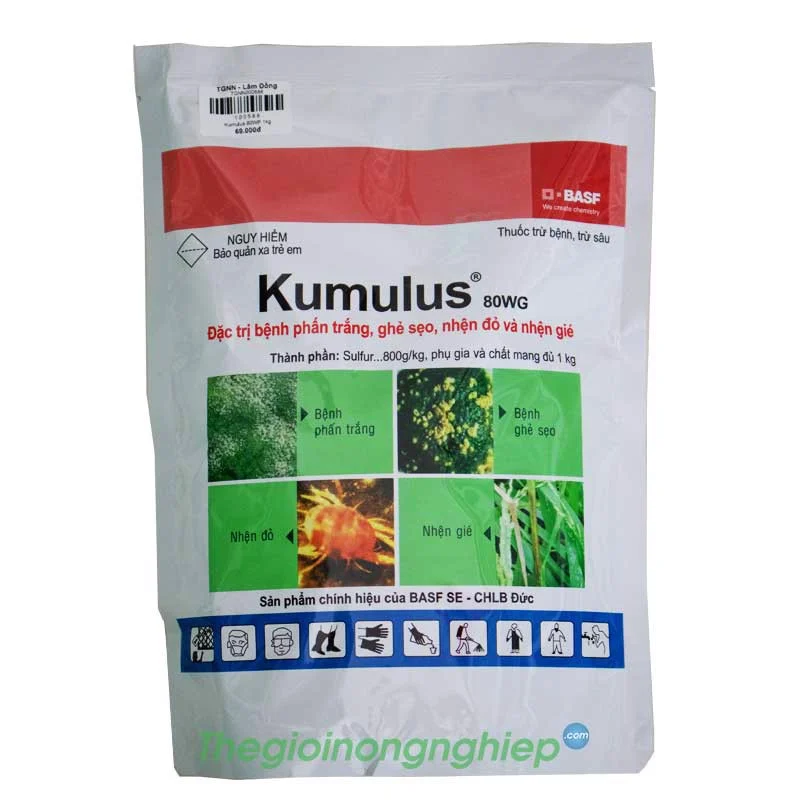 TGNN - Lâm Đồng
100586
Kumulus 80WP 1kg
69.000đ
BASF
We create chemistry
NGUY HIỂM
Bảo quản xa trẻ em
Thuốc trừ bệnh, trừ sâu
Kumulus® 80WG
Đặc trị bệnh phấn trắng, ghẻ sẹo, nhện đỏ và nhện gié
Thành phần: Sulfur...800g/kg, phụ gia và chất mang đủ 1 kg
Bệnh
phấn trắng
Bệnh
ghẻ sẹo
Nhện đỏ
Nhện gié
Sản phẩm chính hiệu của BASF SE - CHLB Đức
Thegioinongnghiep.com